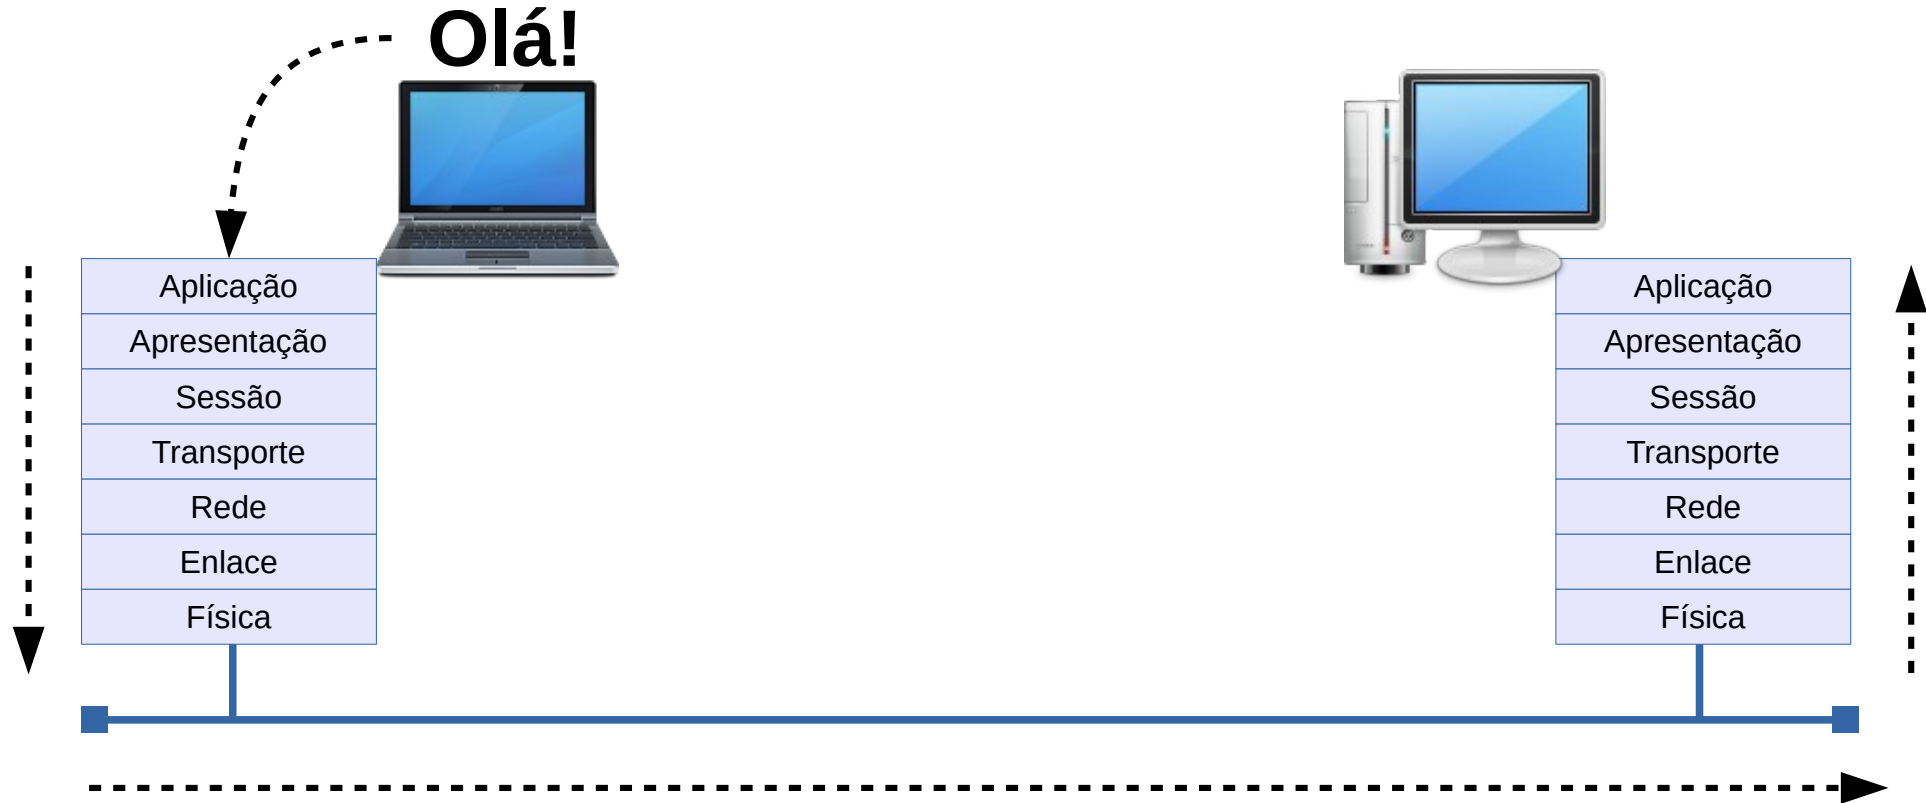 Olá!
Aplicação
Apresentação
Sessão
Transporte
Rede
Enlace
Física
Aplicação
Apresentação
Sessão
Transporte
Rede
Enlace
Física